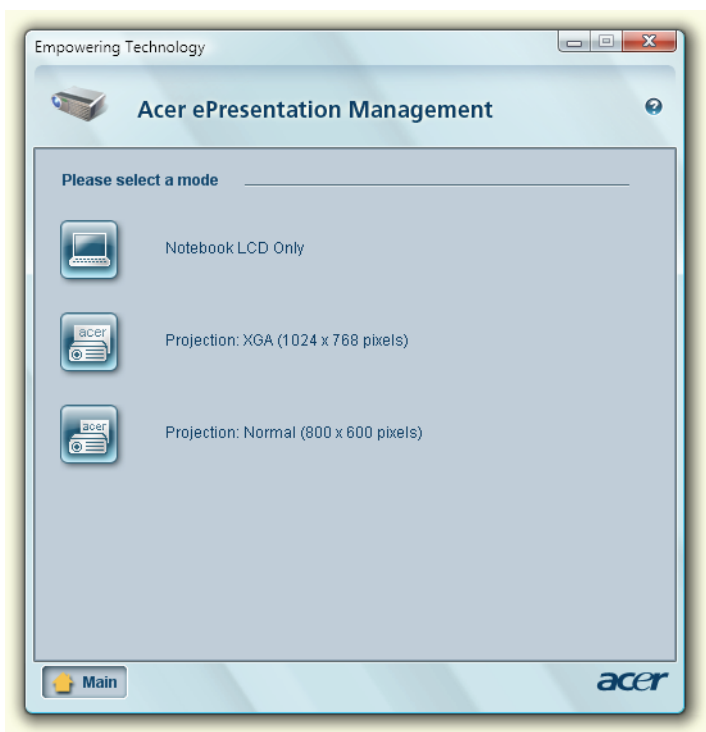 Empowering Technology
Acer ePresentation Management
Please select a mode
Notebook LCD Only
acer
Projection: XGA (1024 x 768 pixels)
acer
Projection: Normal (800 x 600 pixels)
Main
acer